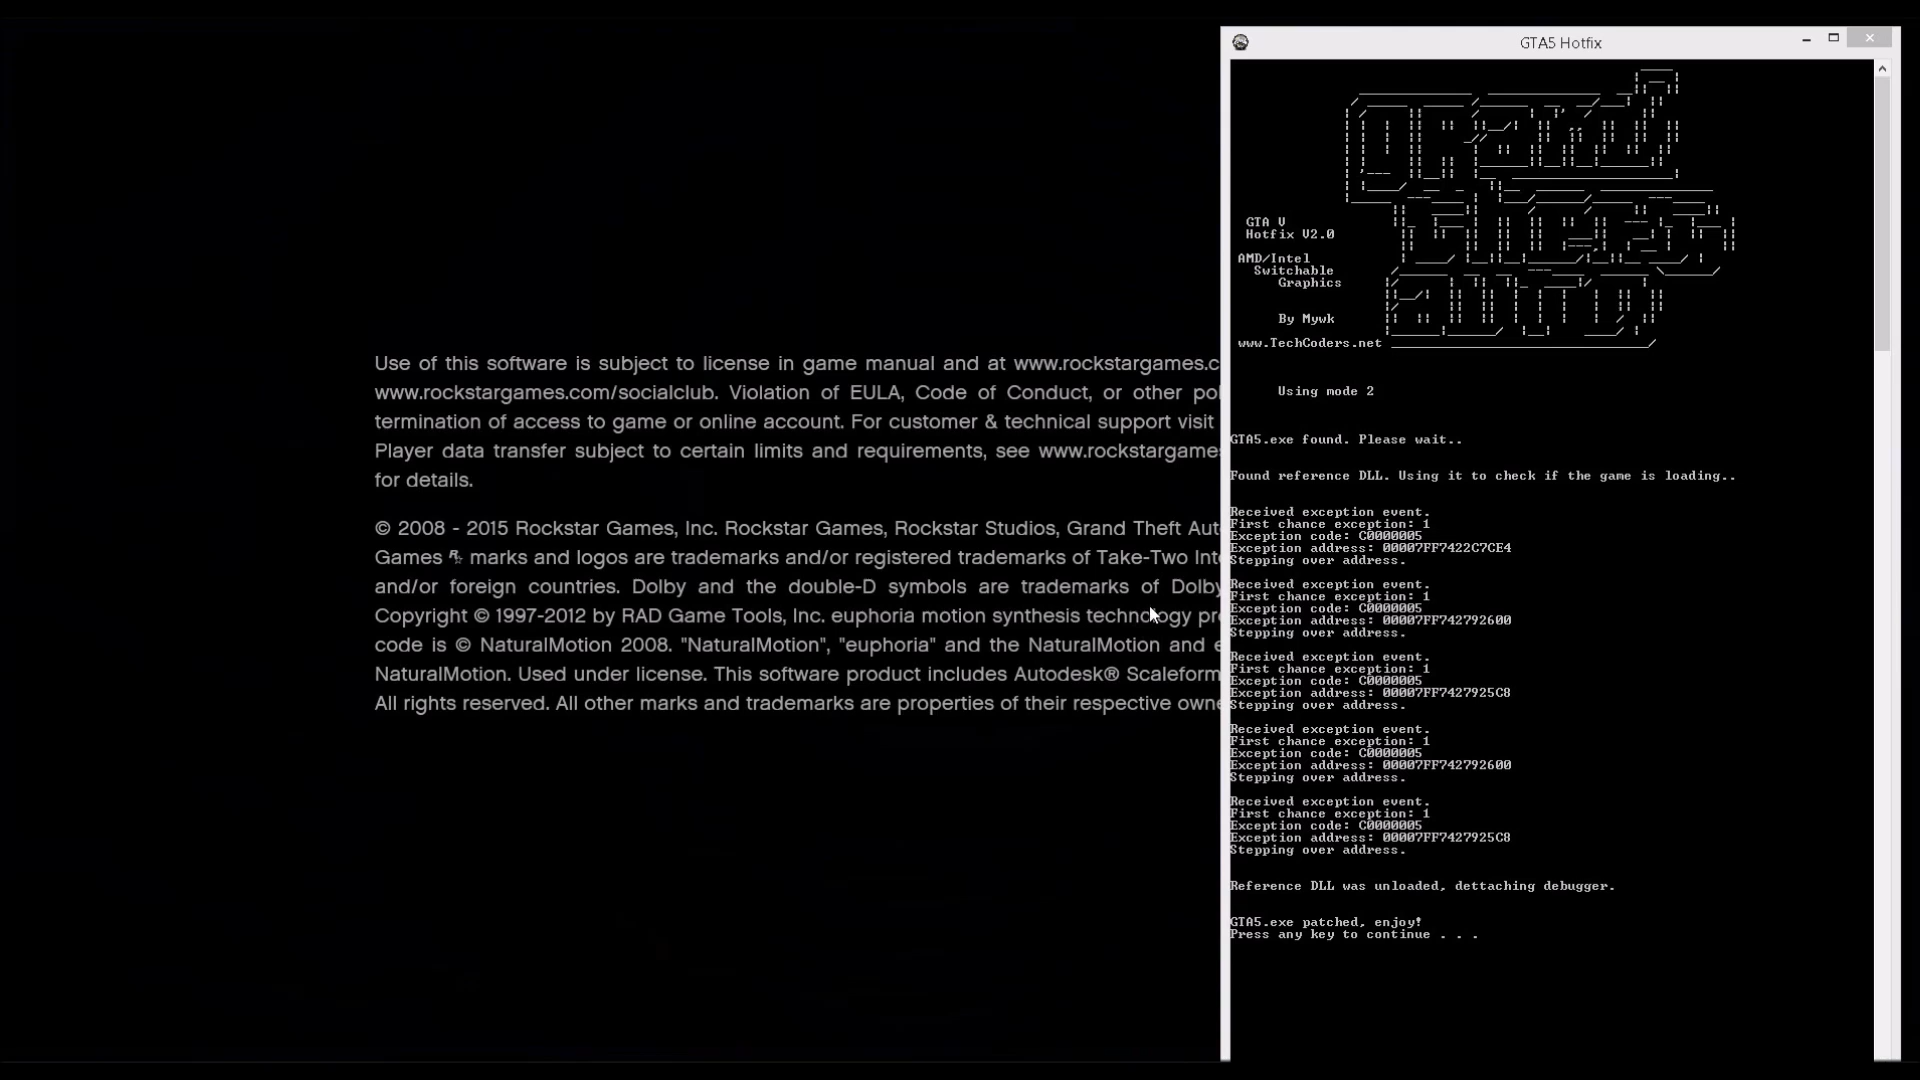 Use of this software is subject to license in game manual and at www.rockstargames.c
www.rockstargames.com/socialclub. Violation of EULA, Code of Conduct, or other pol
termination of access to game or online account. For customer & technical support visit
Player data transfer subject to certain limits and requirements, see www.rockstargames
for details.
© 2008 - 2015 Rockstar Games, Inc. Rockstar Games, Rockstar Studios, Grand Theft Aut
Games R* marks and logos are trademarks and/or registered trademarks of Take-Two Inte
and/or foreign countries. Dolby and the double-D symbols are trademarks of Dolby
Copyright © 1997-2012 by RAD Game Tools, Inc. euphoria motion synthesis technology pro
code is © NaturalMotion 2008. "NaturalMotion", "euphoria" and the NaturalMotion and e
NaturalMotion. Used under license. This software product includes Autodesk® Scaleform
All rights reserved. All other marks and trademarks are properties of their respective owne
GTA5 Hotfix
grand
theft
auto
GTA V
Hotfix V2.0
AMD/Intel
Switchable
Graphics
By Mywk
www.TechCoders.net
Using mode 2
GTA5.exe found. Please wait..
Found reference DLL. Using it to check if the game is loading..
Received exception event.
First chance exception: 1
Exception code: C0000005
Exception address: 00007FF7422C7CE4
Stepping over address.
Received exception event.
First chance exception: 1
Exception code: C0000005
Exception address: 00007FF742792600
Stepping over address.
Received exception event.
First chance exception: 1
Exception code: C0000005
Exception address: 00007FF7427925C8
Stepping over address.
Received exception event.
First chance exception: 1
Exception code: C0000005
Exception address: 00007FF742792600
Stepping over address.
Received exception event.
First chance exception: 1
Exception code: C0000005
Exception address: 00007FF7427925C8
Stepping over address.
Reference DLL was unloaded, dettaching debugger.
GTA5.exe patched, enjoy!
Press any key to continue . . .